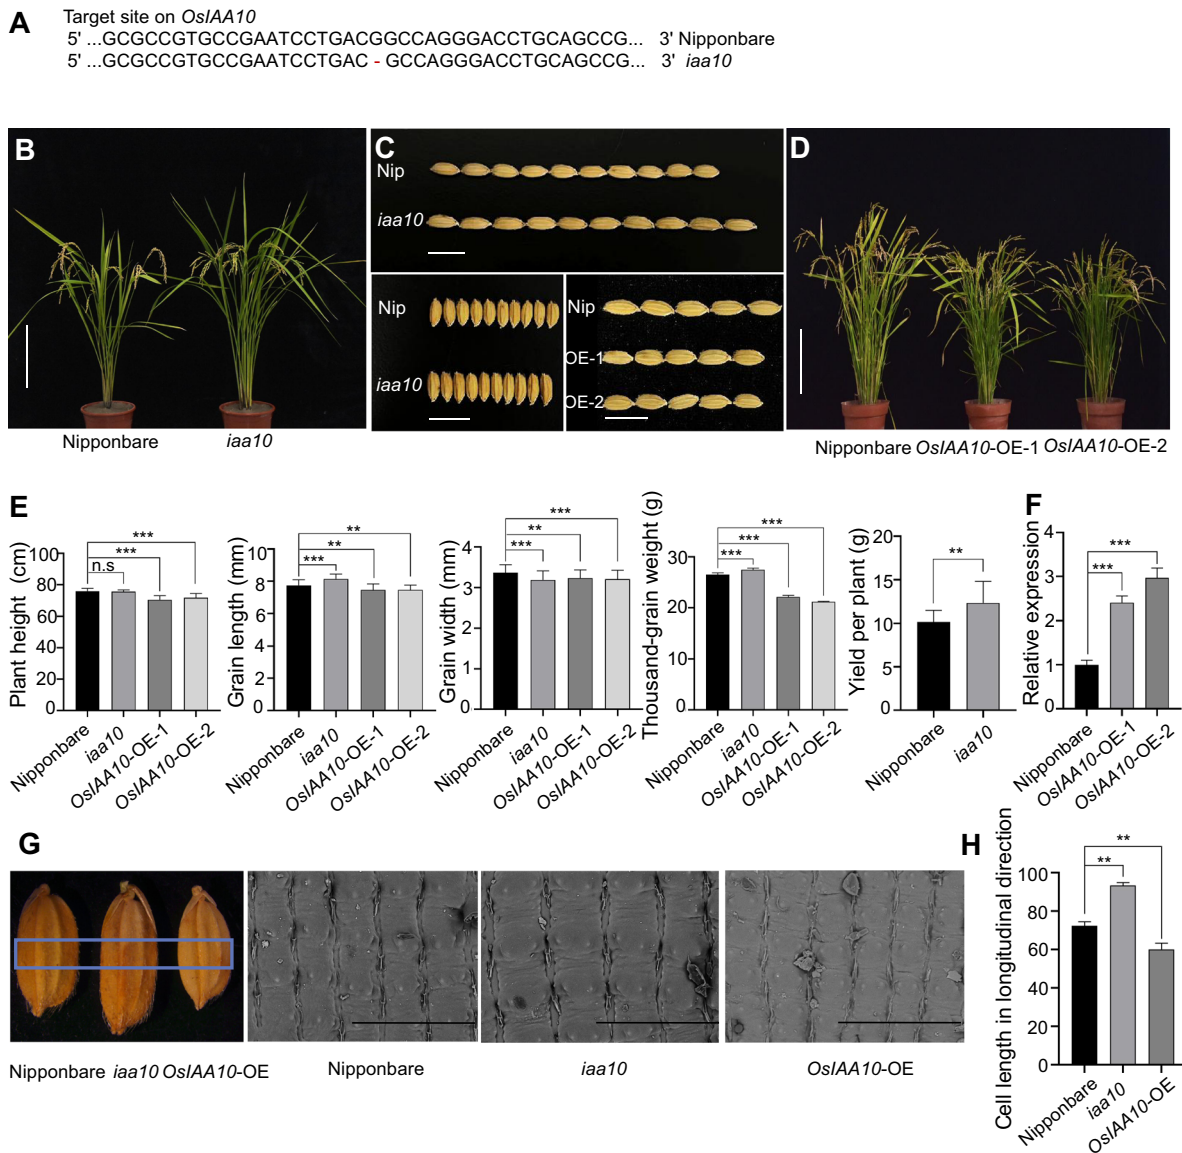 A
Target site on OsIAA10
5' ...GCGCCGTGCCGAATCCTGACGGCCAGGGACCTGCAGCCG... 3' Nipponbare
5' ...GCGCCGTGCCGAATCCTGAC - GCCAGGGACCTGCAGCCG... 3' iaa10
B
Nipponbare iaa10
C
Nip
iaa10
Nip
iaa10
Nip
OE-1
OE-2
D
Nipponbare OsIAA10-OE-1 OsIAA10-OE-2
E
Plant height (cm)
100
80
60
40
20
0
***
***
n.s
Nipponbare
iaa10
OsIAA10-OE-1
OsIAA10-OE-2
Grain length (mm)
10
8
6
4
2
0
**
**
***
Nipponbare
iaa10
OsIAA10-OE-1
OsIAA10-OE-2
Grain width (mm)
4
3
2
1
0
***
**
***
Nipponbare
iaa10
OsIAA10-OE-1
OsIAA10-OE-2
Thousand-grain weight (g)
30
20
10
0
***
***
***
Nipponbare
iaa10
OsIAA10-OE-1
OsIAA10-OE-2
Yield per plant (g)
20
15
10
5
0
**
Nipponbare
iaa10
F
Relative expression
4
3
2
1
0
***
***
Nipponbare
OsIAA10-OE-1
OsIAA10-OE-2
G
Nipponbare iaa10 OsIAA10-OE
Nipponbare
iaa10
OsIAA10-OE
H
Cell length in longitudinal direction
100
80
60
40
20
0
**
**
Nipponbare
iaa10
OsIAA10-OE